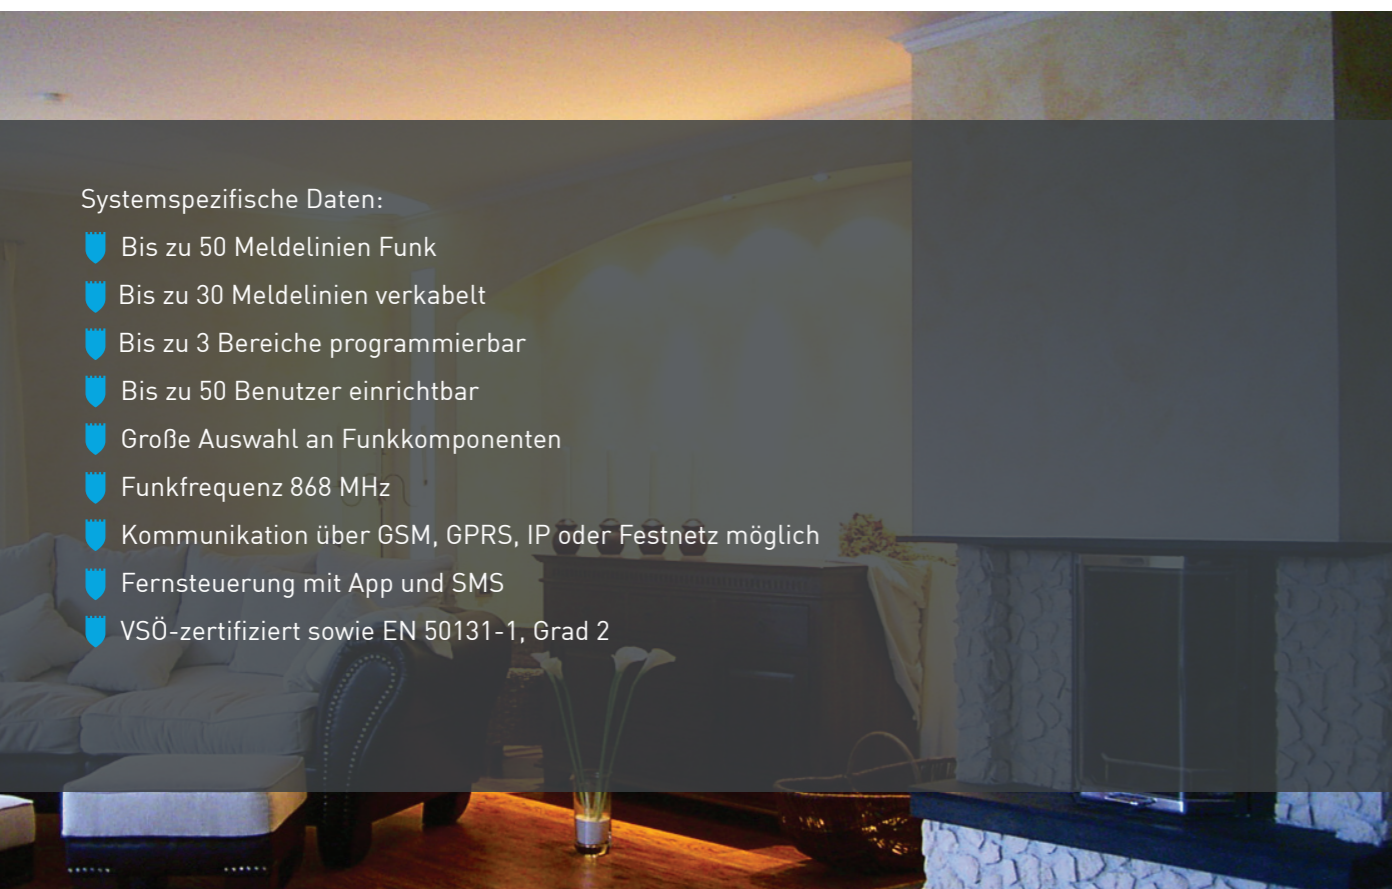 Systemspezifische Daten:
Bis zu 50 Meldelinien Funk
Bis zu 30 Meldelinien verkabelt
Bis zu 3 Bereiche programmierbar
Bis zu 50 Benutzer einrichtbar
Große Auswahl an Funkkomponenten
Funkfrequenz 868 MHz
Kommunikation über GSM, GPRS, IP oder Festnetz möglich
Fernsteuerung mit App und SMS
VSÖ-zertifiziert sowie EN 50131-1, Grad 2